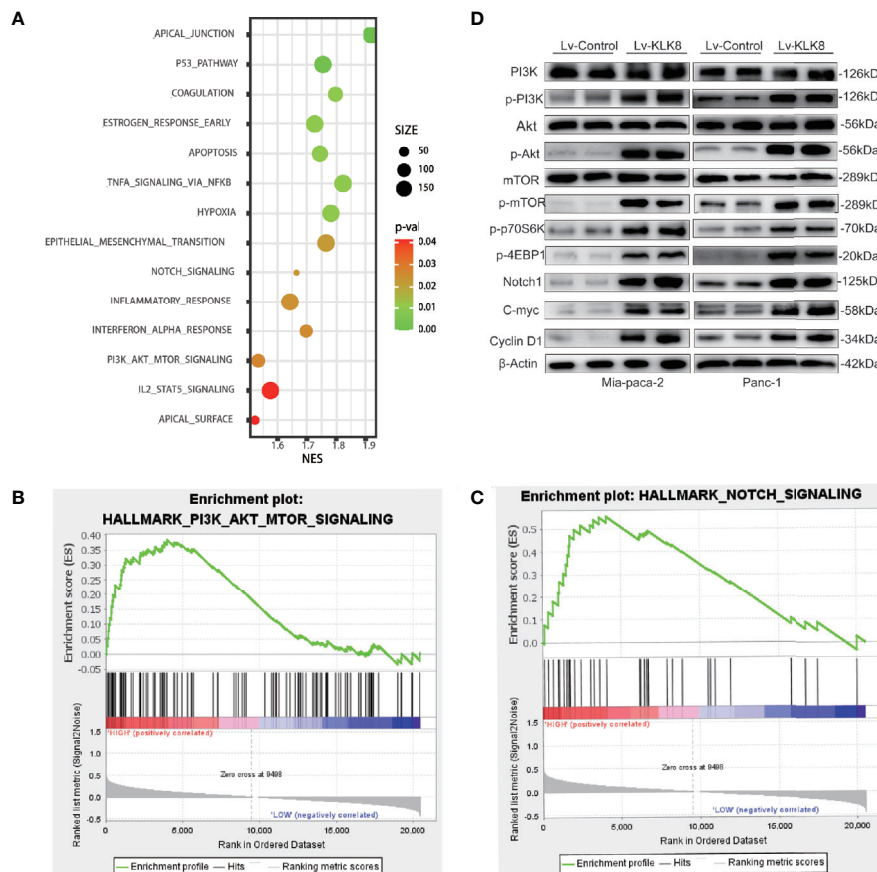 A
APICAL_JUNCTION
P53_PATHWAY
COAGULATION
ESTROGEN_RESPONSE_EARLY
APOPTOSIS
TNFA_SIGNALING_VIA_NFKB
HYPOXIA
EPITHELIAL_MESENCHYMAL_TRANSITION
NOTCH_SIGNALING
INFLAMMATORY_RESPONSE
INTERFERON_ALPHA_RESPONSE
PI3K_AKT_MTOR_SIGNALING
IL2_STAT5_SIGNALING
APICAL_SURFACE
1.6 1.7 1.8 1.9
NES
SIZE
50
100
150
p-val
0.04
0.03
0.02
0.01
0.00
D
Lv-Control Lv-KLK8 Lv-Control Lv-KLK8
PI3K -126kD
p-PI3K -126kD
Akt -56kDa
p-Akt -56kDa
mTOR -289kD
p-mTOR -289kD
p-p70S6K -70kDa
p-4EBP1 -20kDa
Notch1 -125kD
C-myc -58kDa
Cyclin D1 -34kDa
β-Actin -42kDa
Mia-paca-2 Panc-1
B
Enrichment plot:
HALLMARK_PI3K_AKT_MTOR_SIGNALING
Enrichment score (ES)
0.40
0.35
0.30
0.25
0.20
0.15
0.10
0.05
0.00
-0.05
'HIGH' (positively correlated)
Ranked list metric (Signal2Noise)
1.5
1.0
0.5
0.0
-0.5
Zero cross at 9498
'LOW' (negatively correlated)
0 5,000 10,000 15,000 20,000
Rank in Ordered Dataset
Enrichment profile Hits Ranking metric scores
C
Enrichment plot: HALLMARK_NOTCH_SIGNALING
Enrichment score (ES)
0.5
0.4
0.3
0.2
0.1
0.0
'HIGH' (positively correlated)
Ranked list metric (Signal2Noise)
1.5
1.0
0.5
0.0
-0.5
Zero cross at 9498
'LOW' (negatively correlated)
0 5,000 10,000 15,000 20,000
Rank in Ordered Dataset
Enrichment profile Hits Ranking metric scores